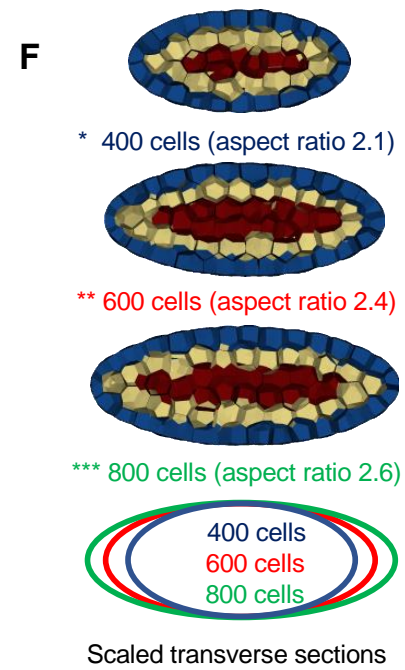 F
* 400 cells (aspect ratio 2.1)
** 600 cells (aspect ratio 2.4)
*** 800 cells (aspect ratio 2.6)
400 cells
600 cells
800 cells
Scaled transverse sections